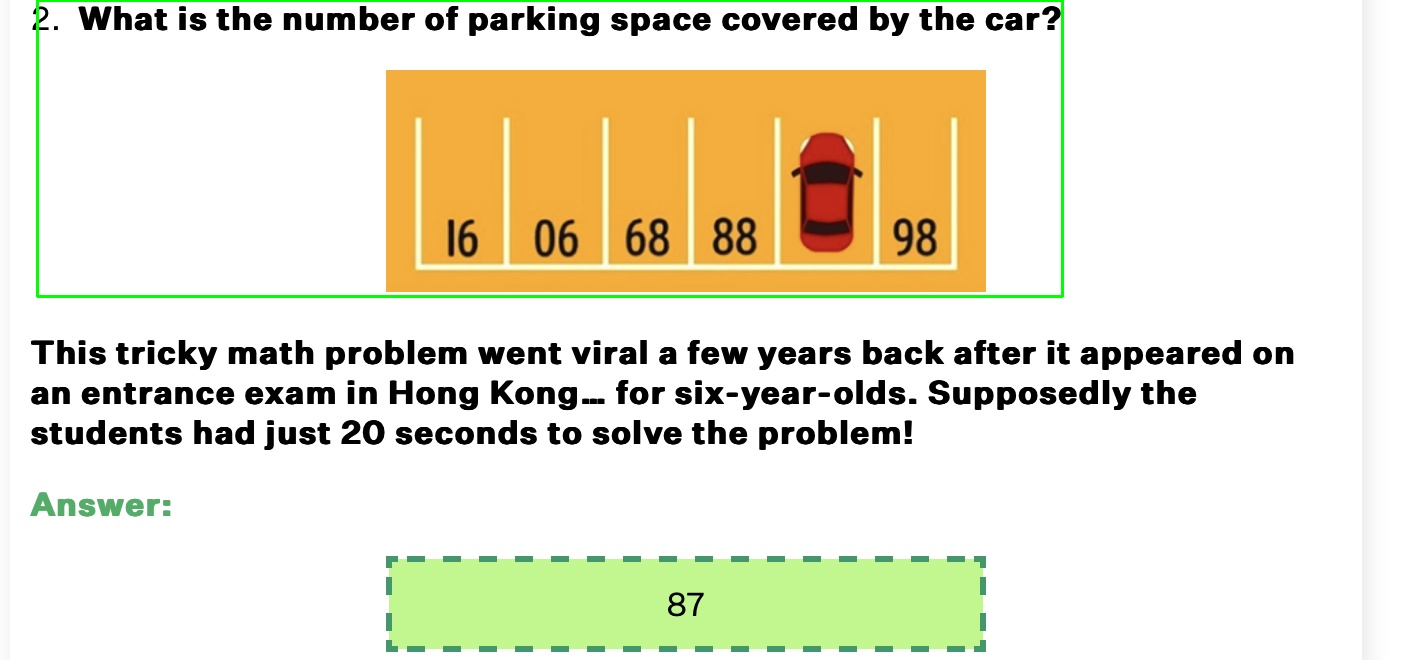 2. What is the number of parking space covered by the car?
16 06 68 88 98
This tricky math problem went viral a few years back after it appeared on
an entrance exam in Hong Kong… for six-year-olds. Supposedly the
students had just 20 seconds to solve the problem!
Answer:
87